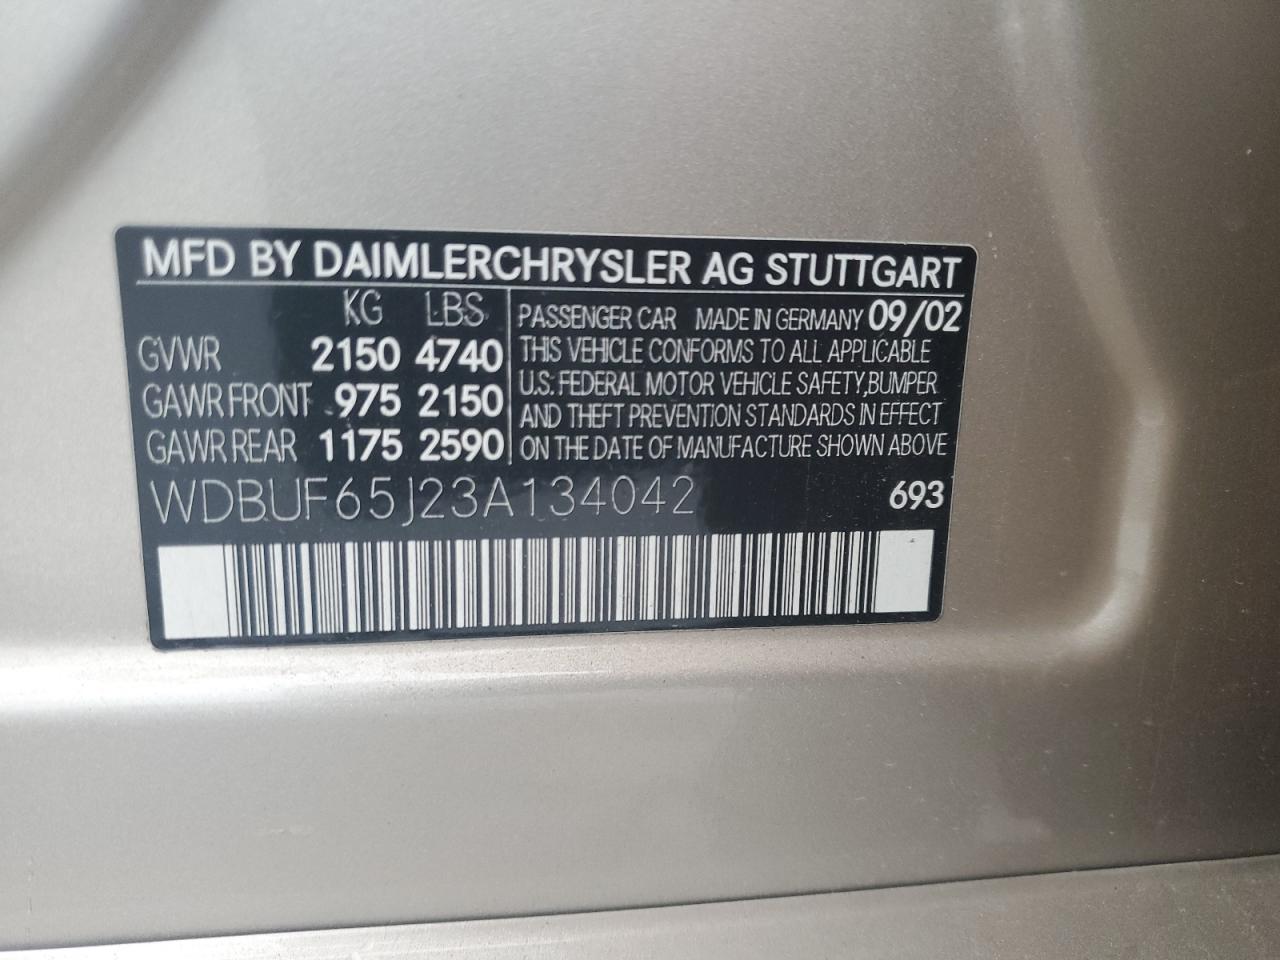 MFD BY DAIMLERCHRYSLER AG STUTTGART
KG LBS
GVWR 2150 4740
GAWR FRONT 975 2150
GAWR REAR 1175 2590
PASSENGER CAR MADE IN GERMANY 09/02
THIS VEHICLE CONFORMS TO ALL APPLICABLE
U.S. FEDERAL MOTOR VEHICLE SAFETY,BUMPER
AND THEFT PREVENTION STANDARDS IN EFFECT
ON THE DATE OF MANUFACTURE SHOWN ABOVE
WDBUF65J23A134042 693